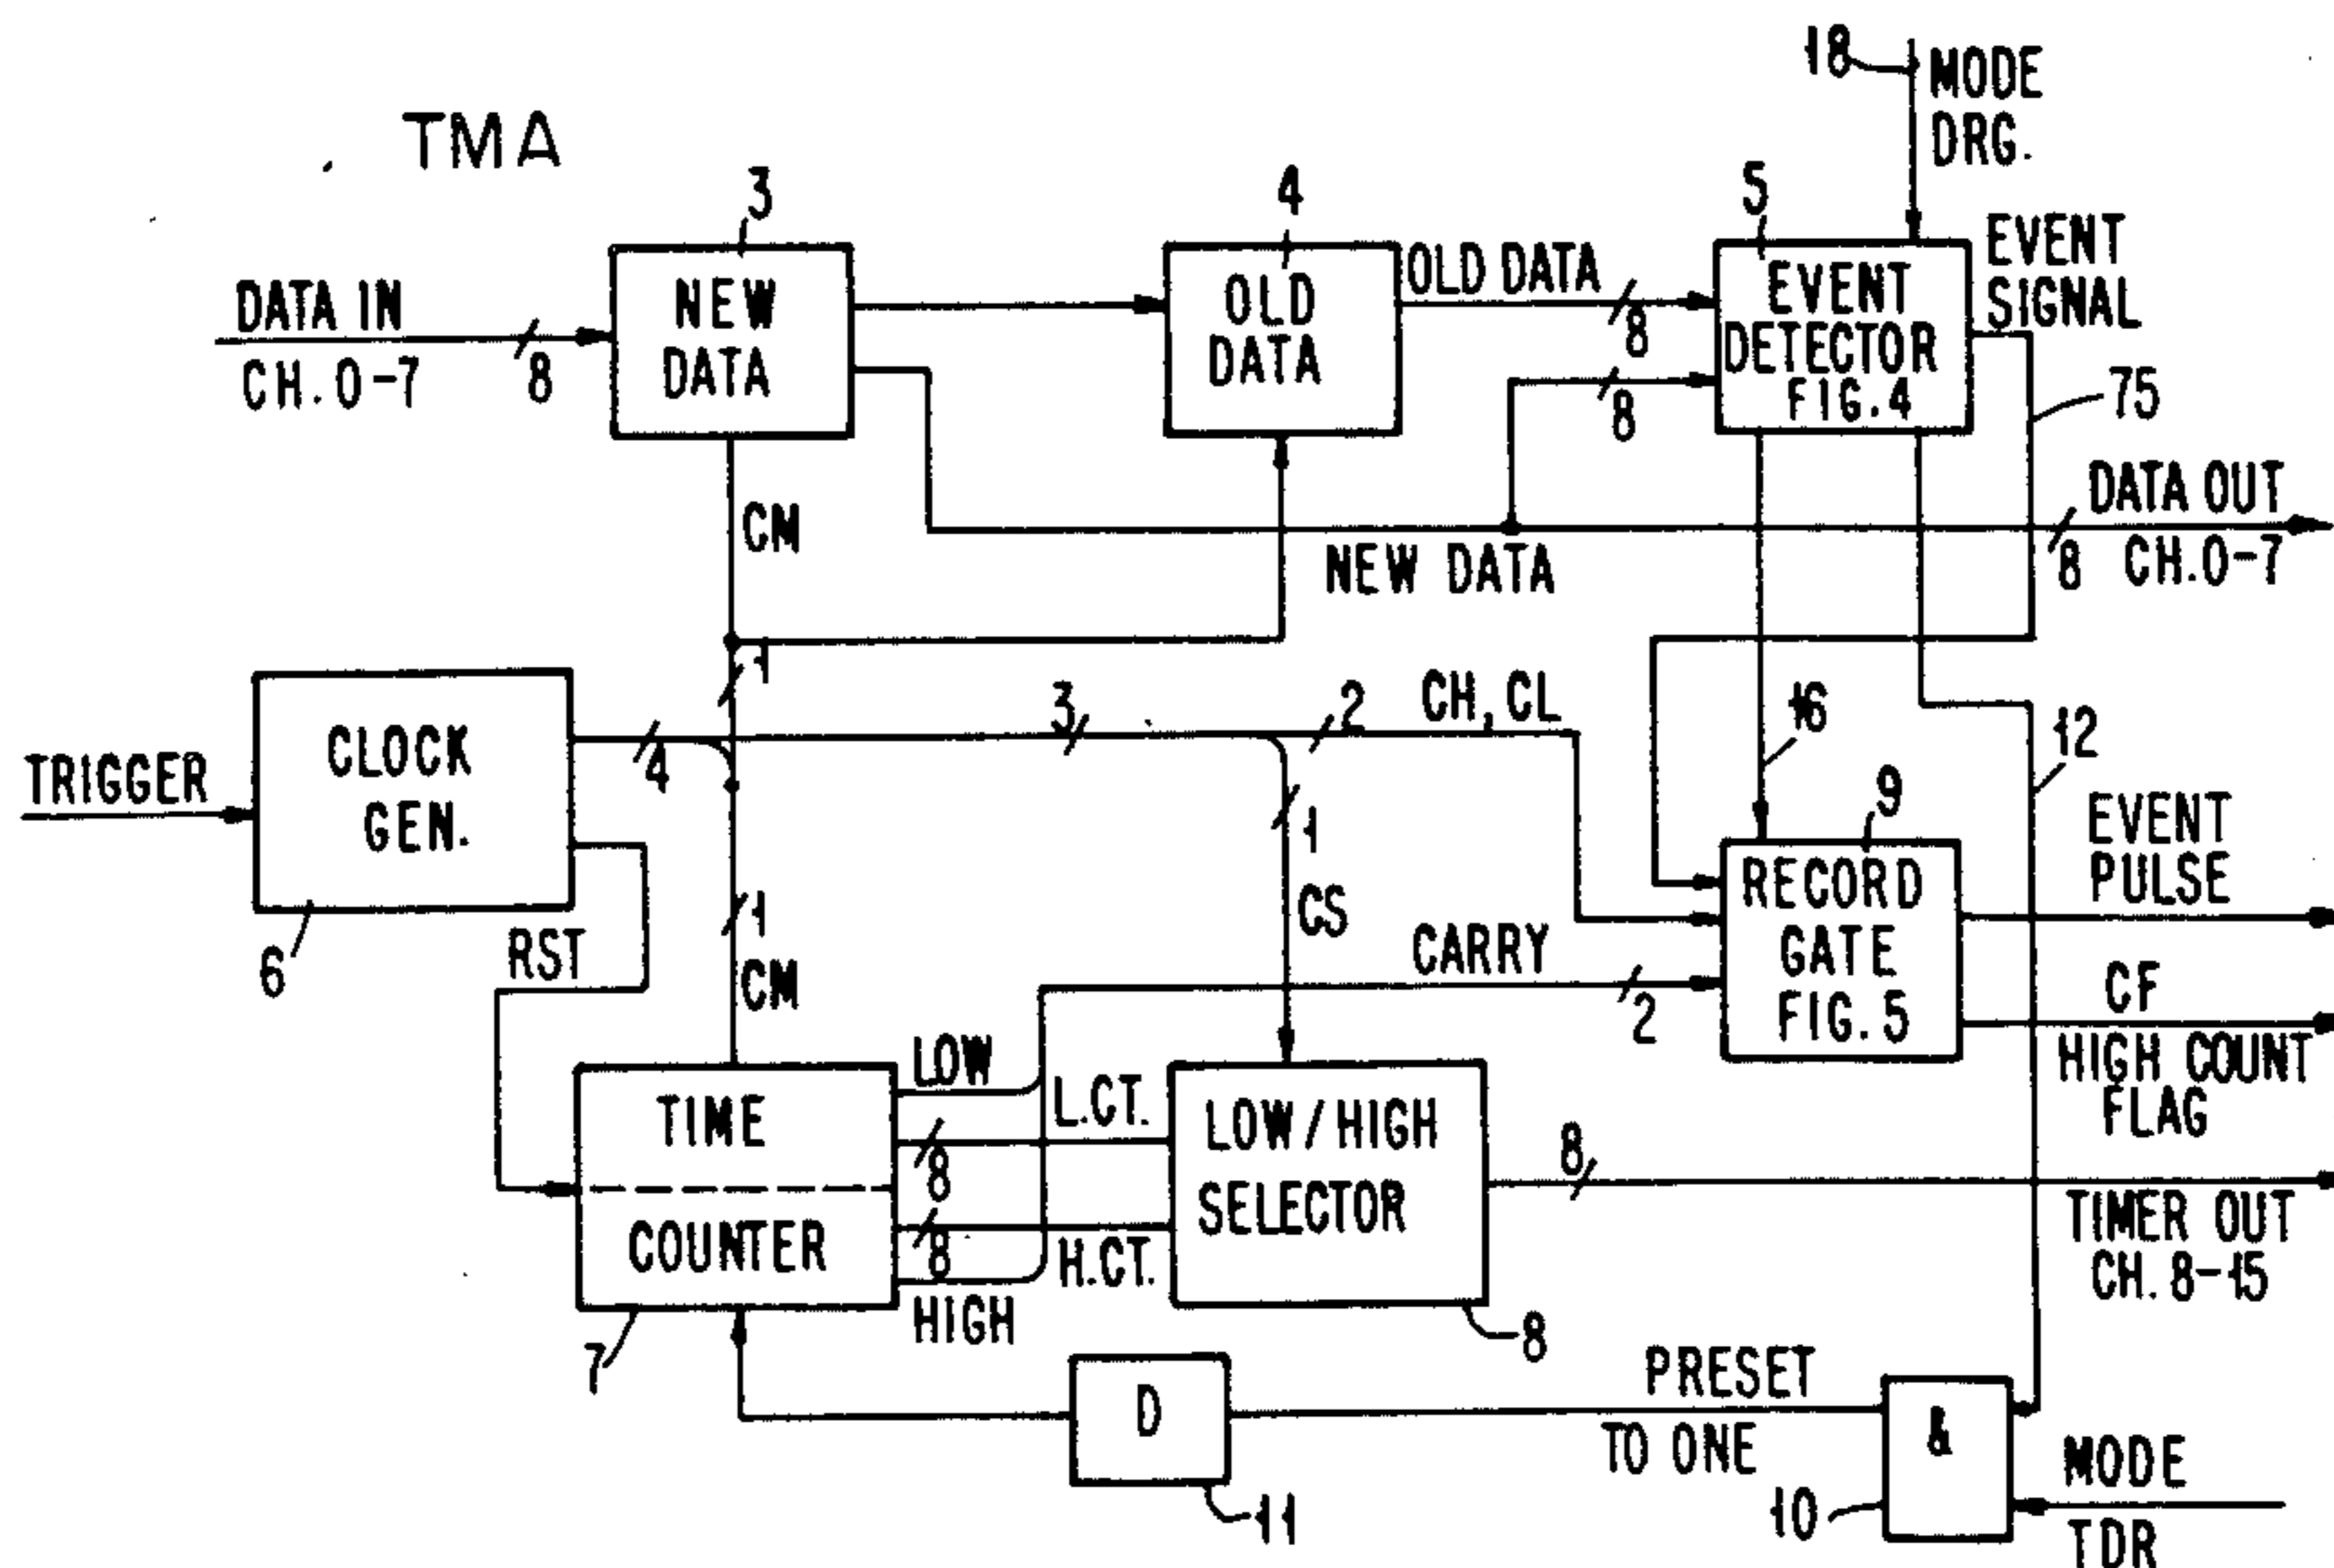 18
MODE
DRG.
TMA
3
4
5
DATA IN
CH. 0-7
8
NEW
DATA
OLD
DATA
OLD DATA
8
8
EVENT
DETECTOR
FIG. 4
EVENT
SIGNAL
75
CM
NEW DATA
DATA OUT
8
CH. 0-7
TRIGGER
CLOCK
GEN.
6
4
1
3
2
CH, CL
16
12
1
CM
RST
1
CS
CARRY
2
9
RECORD
GATE
FIG. 5
EVENT
PULSE
CF
HIGH COUNT
FLAG
TIME
COUNTER
7
LOW
8
L.CT.
8
H.CT.
HIGH
LOW / HIGH
SELECTOR
8
8
TIMER OUT
CH. 8-15
D
11
PRESET
TO ONE
&
10
MODE
TDR